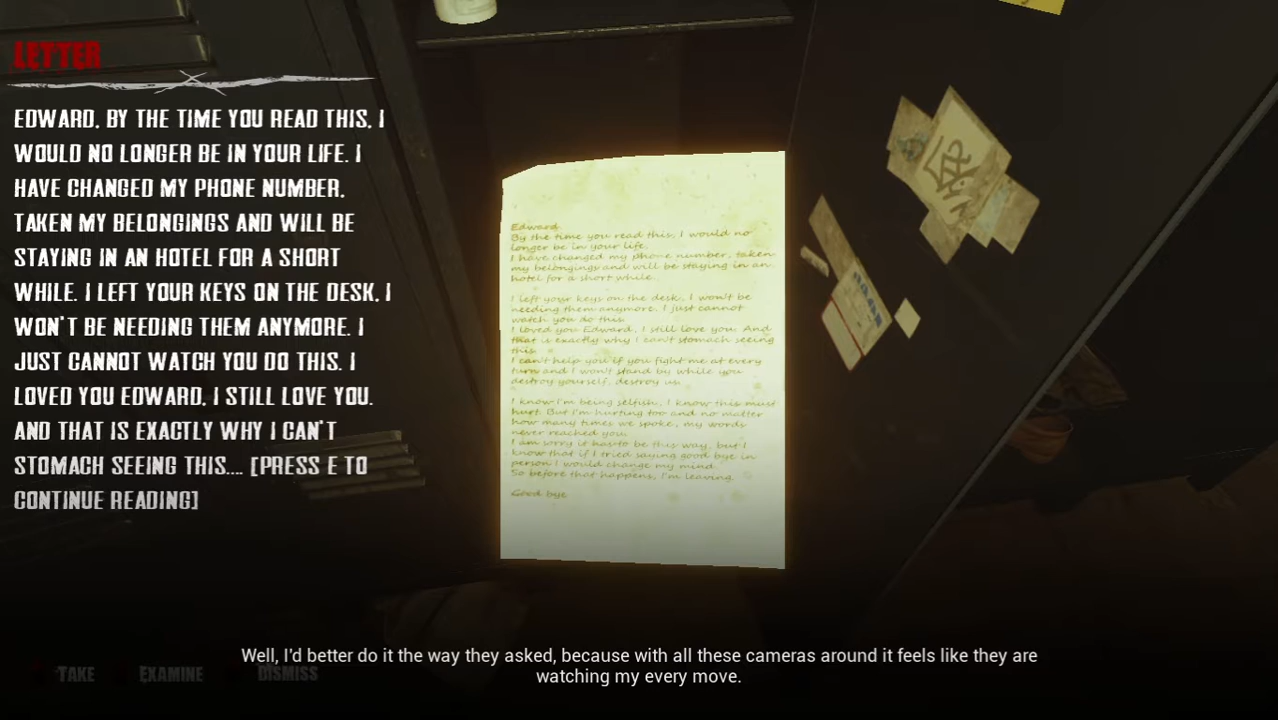 LETTER
EDWARD, BY THE TIME YOU READ THIS, I
WOULD NO LONGER BE IN YOUR LIFE. I
HAVE CHANGED MY PHONE NUMBER,
TAKEN MY BELONGINGS AND WILL BE
STAYING IN AN HOTEL FOR A SHORT
WHILE. I LEFT YOUR KEYS ON THE DESK, I
WON'T BE NEEDING THEM ANYMORE. I
JUST CANNOT WATCH YOU DO THIS. I
LOVED YOU EDWARD, I STILL LOVE YOU.
AND THAT IS EXACTLY WHY I CAN'T
STOMACH SEEING THIS.... [PRESS E TO
CONTINUE READING]
Edward,
By the time you read this, I would no
longer be in your life.
I have changed my phone number, taken
my belongings and will be staying in an
hotel for a short while.
I left your keys on the desk, I won't be
needing them anymore. I just cannot
watch you do this.
I loved you Edward, I still love you. And
that is exactly why I can't stomach seeing
this.
I can't help you if you fight me at every
turn and I won't stand by while you
destroy yourself, destroy us.
I know I'm being selfish, I know this must
hurt. But I'm hurting too and no matter
how many times we spoke, my words
never reached you.
I am sorry it has to be this way, but I
know that if I tried saying good bye in
person I would change my mind.
So before that happens, I'm leaving.
Good bye
TAKE EXAMINE DISMISS
Well, I'd better do it the way they asked, because with all these cameras around it feels like they are
watching my every move.